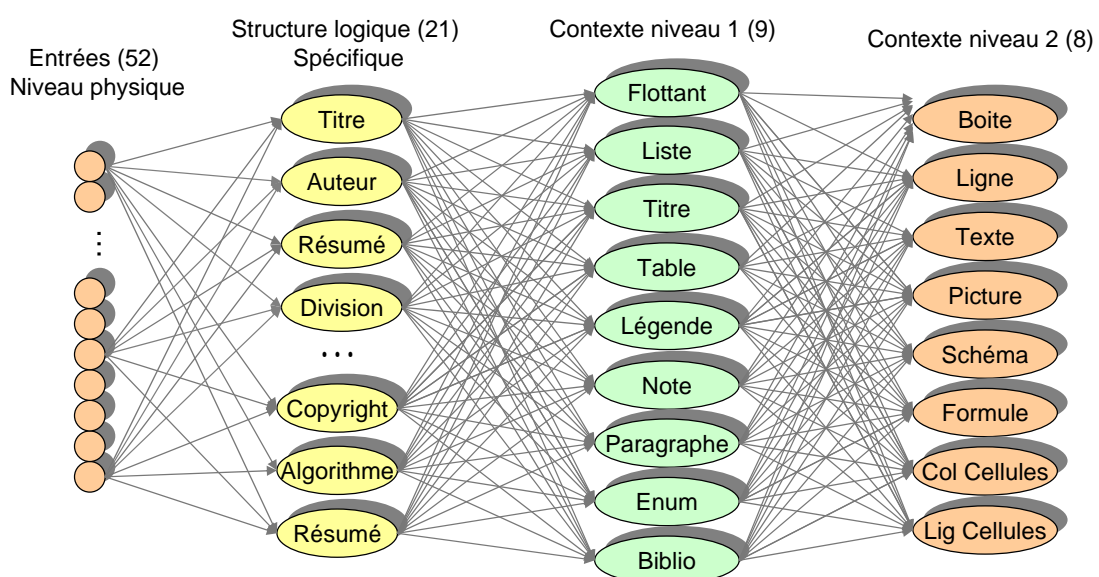 Entrées (52)
Niveau physique
Structure logique (21)
Spécifique
Contexte niveau 1 (9)
Contexte niveau 2 (8)
...
Titre
Auteur
Résumé
Division
...
Copyright
Algorithme
Résumé
Flottant
Liste
Titre
Table
Légende
Note
Paragraphe
Enum
Biblio
Boite
Ligne
Texte
Picture
Schéma
Formule
Col Cellules
Lig Cellules